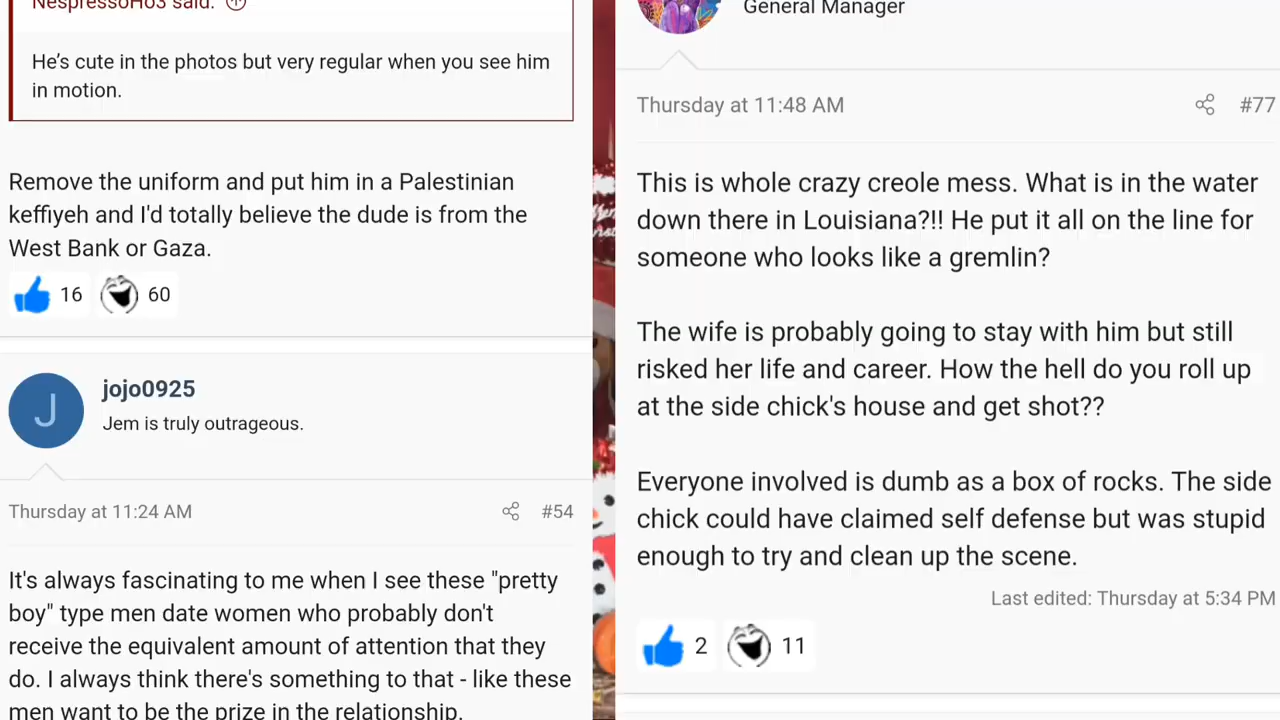 NespressoHo3 said:
He’s cute in the photos but very regular when you see him
in motion.
Remove the uniform and put him in a Palestinian
keffiyeh and I'd totally believe the dude is from the
West Bank or Gaza.
16 60
J
jojo0925
Jem is truly outrageous.
Thursday at 11:24 AM #54
It's always fascinating to me when I see these "pretty
boy" type men date women who probably don't
receive the equivalent amount of attention that they
do. I always think there's something to that - like these
men want to be the prize in the relationship.
General Manager
Thursday at 11:48 AM #77
This is whole crazy creole mess. What is in the water
down there in Louisiana?!! He put it all on the line for
someone who looks like a gremlin?
The wife is probably going to stay with him but still
risked her life and career. How the hell do you roll up
at the side chick's house and get shot??
Everyone involved is dumb as a box of rocks. The side
chick could have claimed self defense but was stupid
enough to try and clean up the scene.
Last edited: Thursday at 5:34 PM
2 11